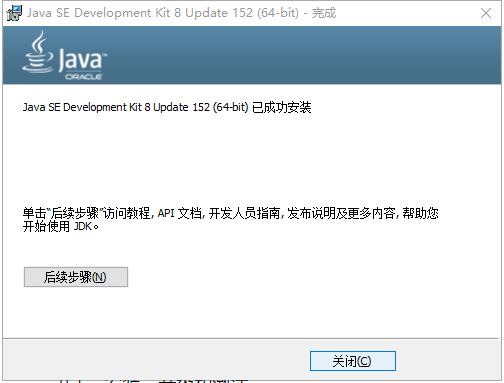 Java SE Development Kit 8 Update 152 (64-bit) - 完成
Java™
ORACLE
Java SE Development Kit 8 Update 152 (64-bit) 已成功安装
单击“后续步骤”访问教程, API 文档, 开发人员指南, 发布说明及更多内容, 帮助您
开始使用 JDK。
后续步骤(N)
关闭(C)